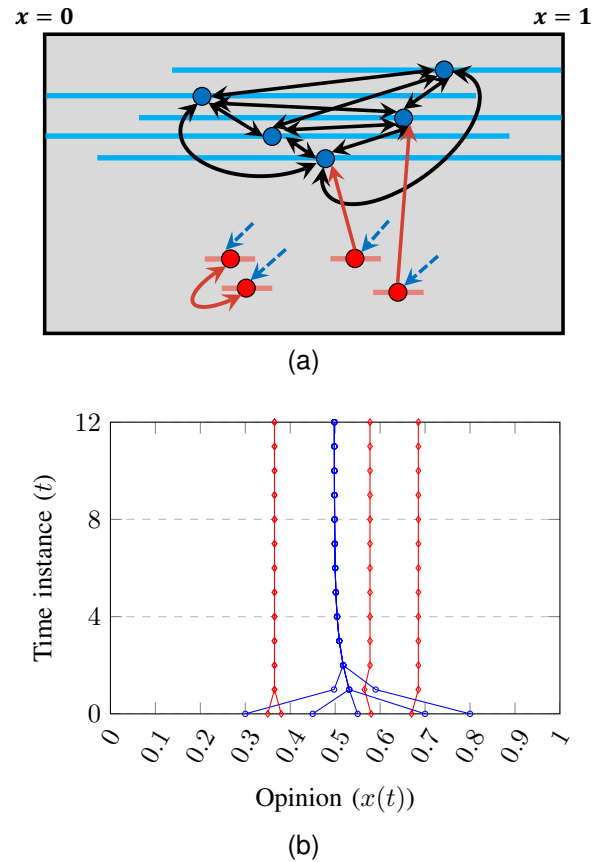 x = 0 x = 1
(a)
Time instance (t)
12
8
4
0
0 0.1 0.2 0.3 0.4 0.5 0.6 0.7 0.8 0.9 1
Opinion (x(t))
(b)